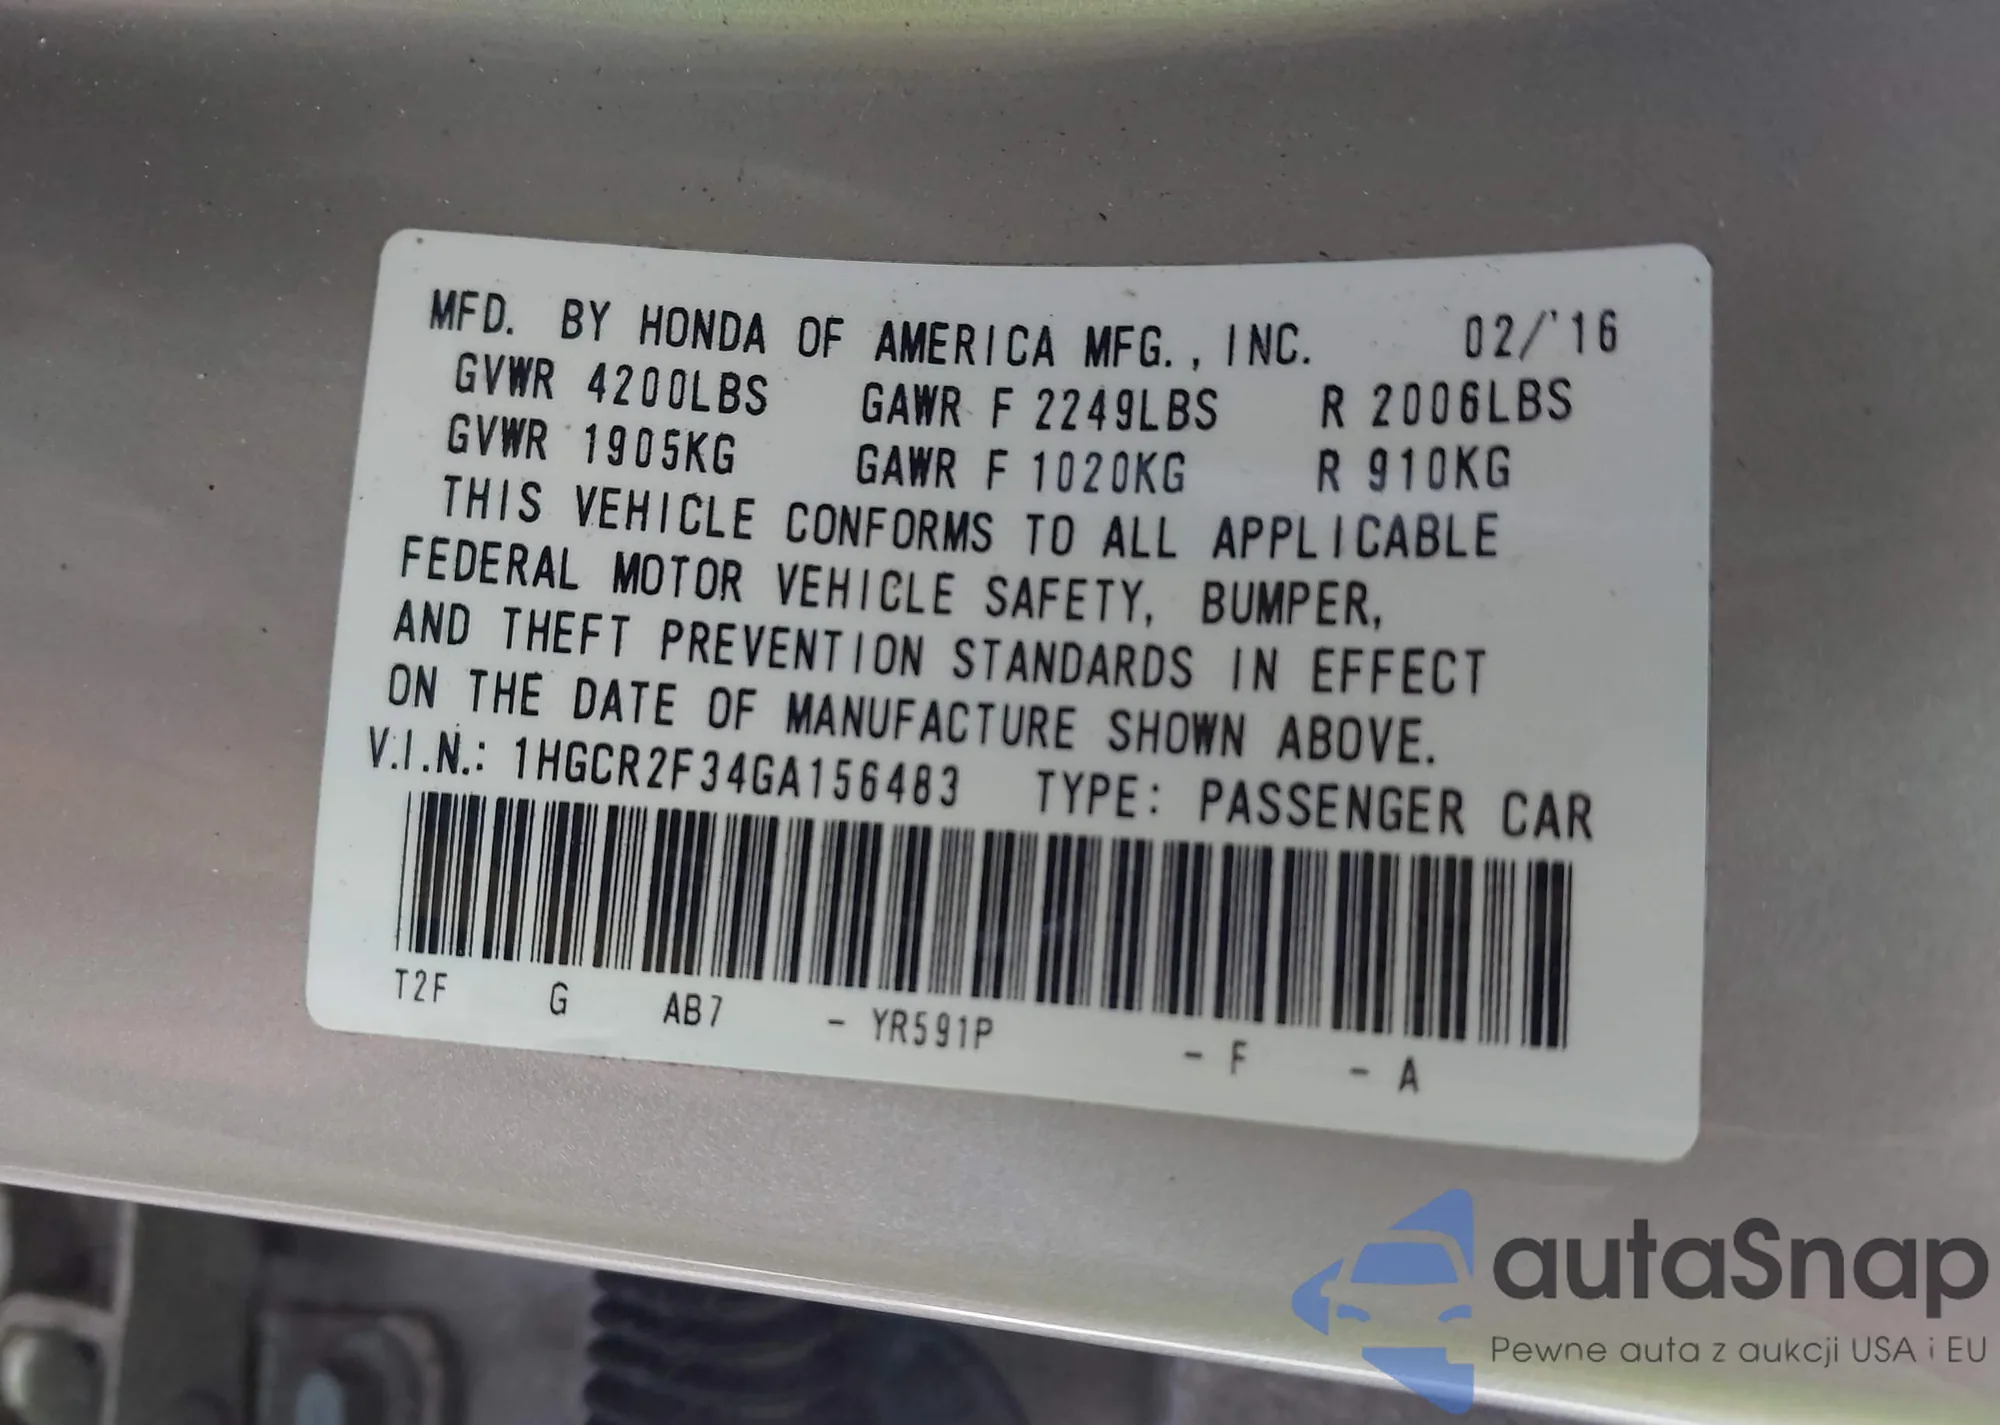 MFD. BY HONDA OF AMERICA MFG., INC. 02/'16
GVWR 4200LBS GAWR F 2249LBS R 2006LBS
GVWR 1905KG GAWR F 1020KG R 910KG
THIS VEHICLE CONFORMS TO ALL APPLICABLE
FEDERAL MOTOR VEHICLE SAFETY, BUMPER,
AND THEFT PREVENTION STANDARDS IN EFFECT
ON THE DATE OF MANUFACTURE SHOWN ABOVE.
V.I.N.: 1HGCR2F34GA156483 TYPE: PASSENGER CAR
T2F G AB7 - YR591P - F - A
autaSnap
Pewne auta z aukcji USA i EU